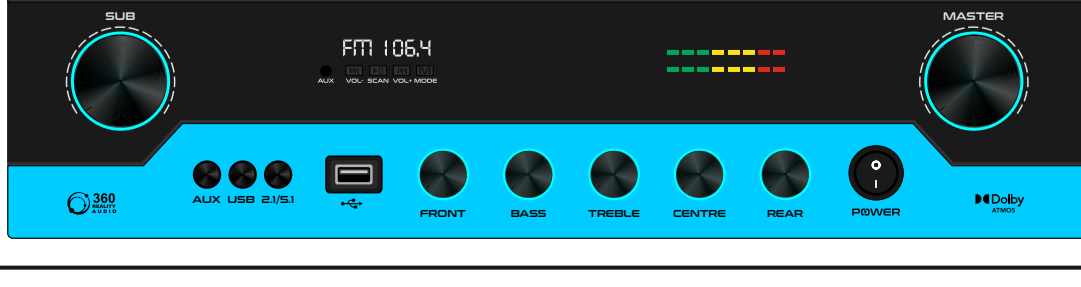 SUB
MASTER
FM 106.4
AUX VOL- SCAN VOL+ MODE
AUX USB 2.1/5.1
FRONT BASS TREBLE CENTRE REAR
POWER
360
REALITY
AUDIO
Dolby
ATMOS